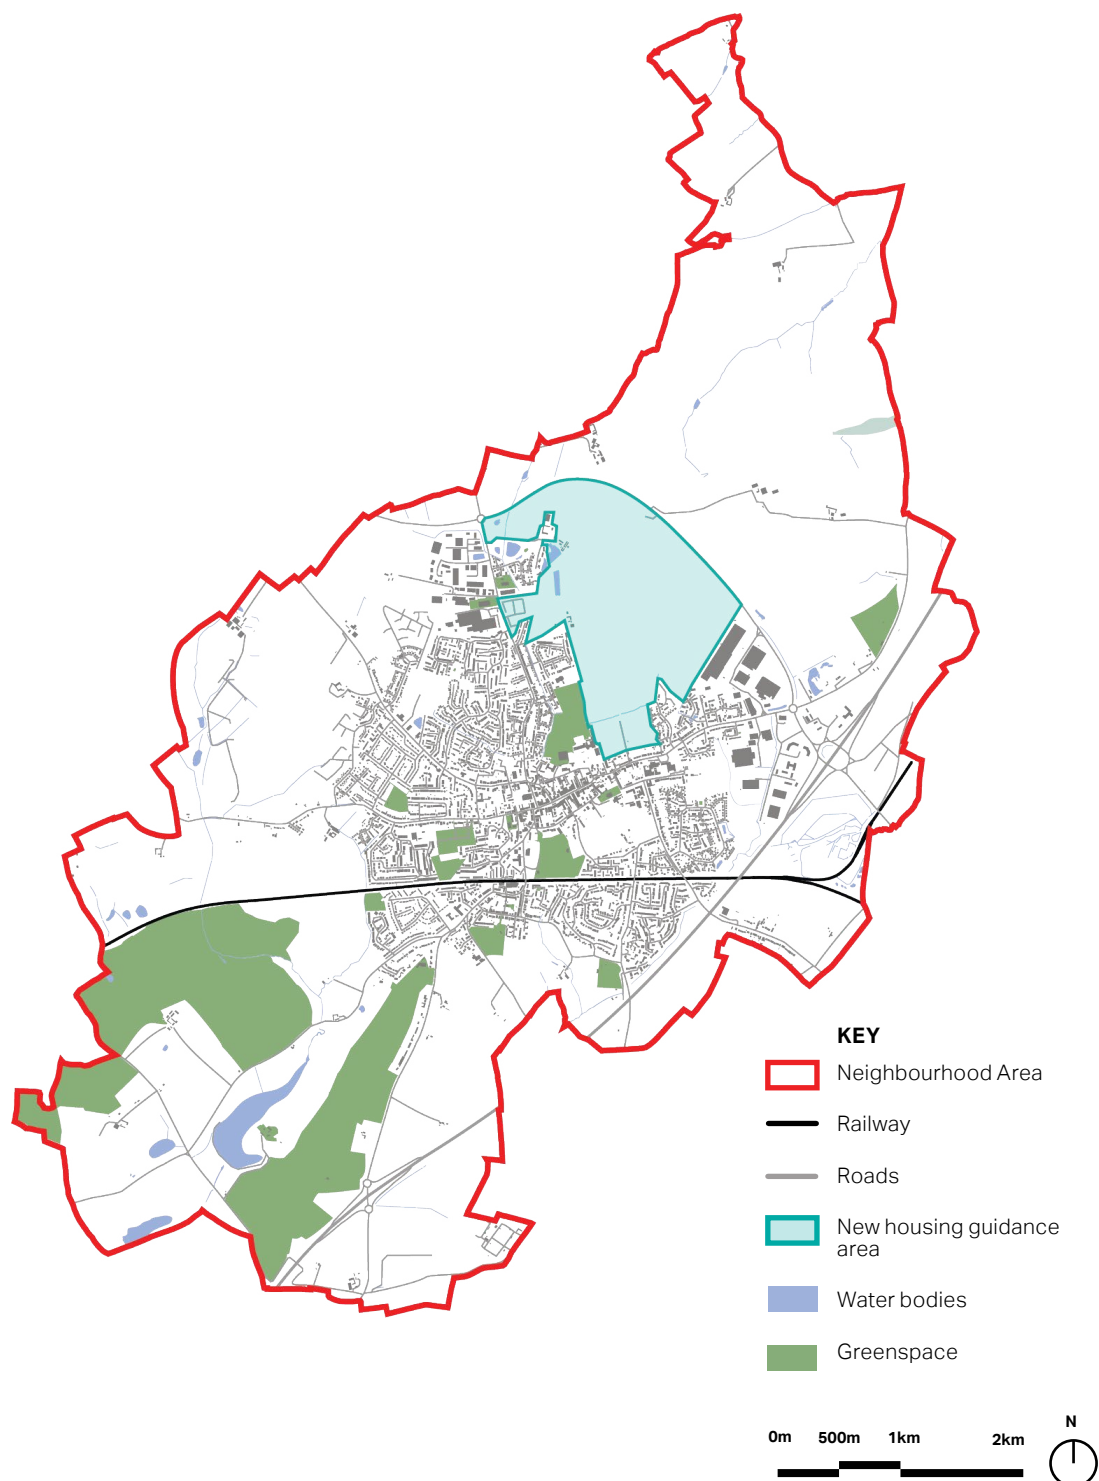 KEY
Neighbourhood Area
Railway
Roads
New housing guidance
area
Water bodies
Greenspace
0m 500m 1km 2km
N